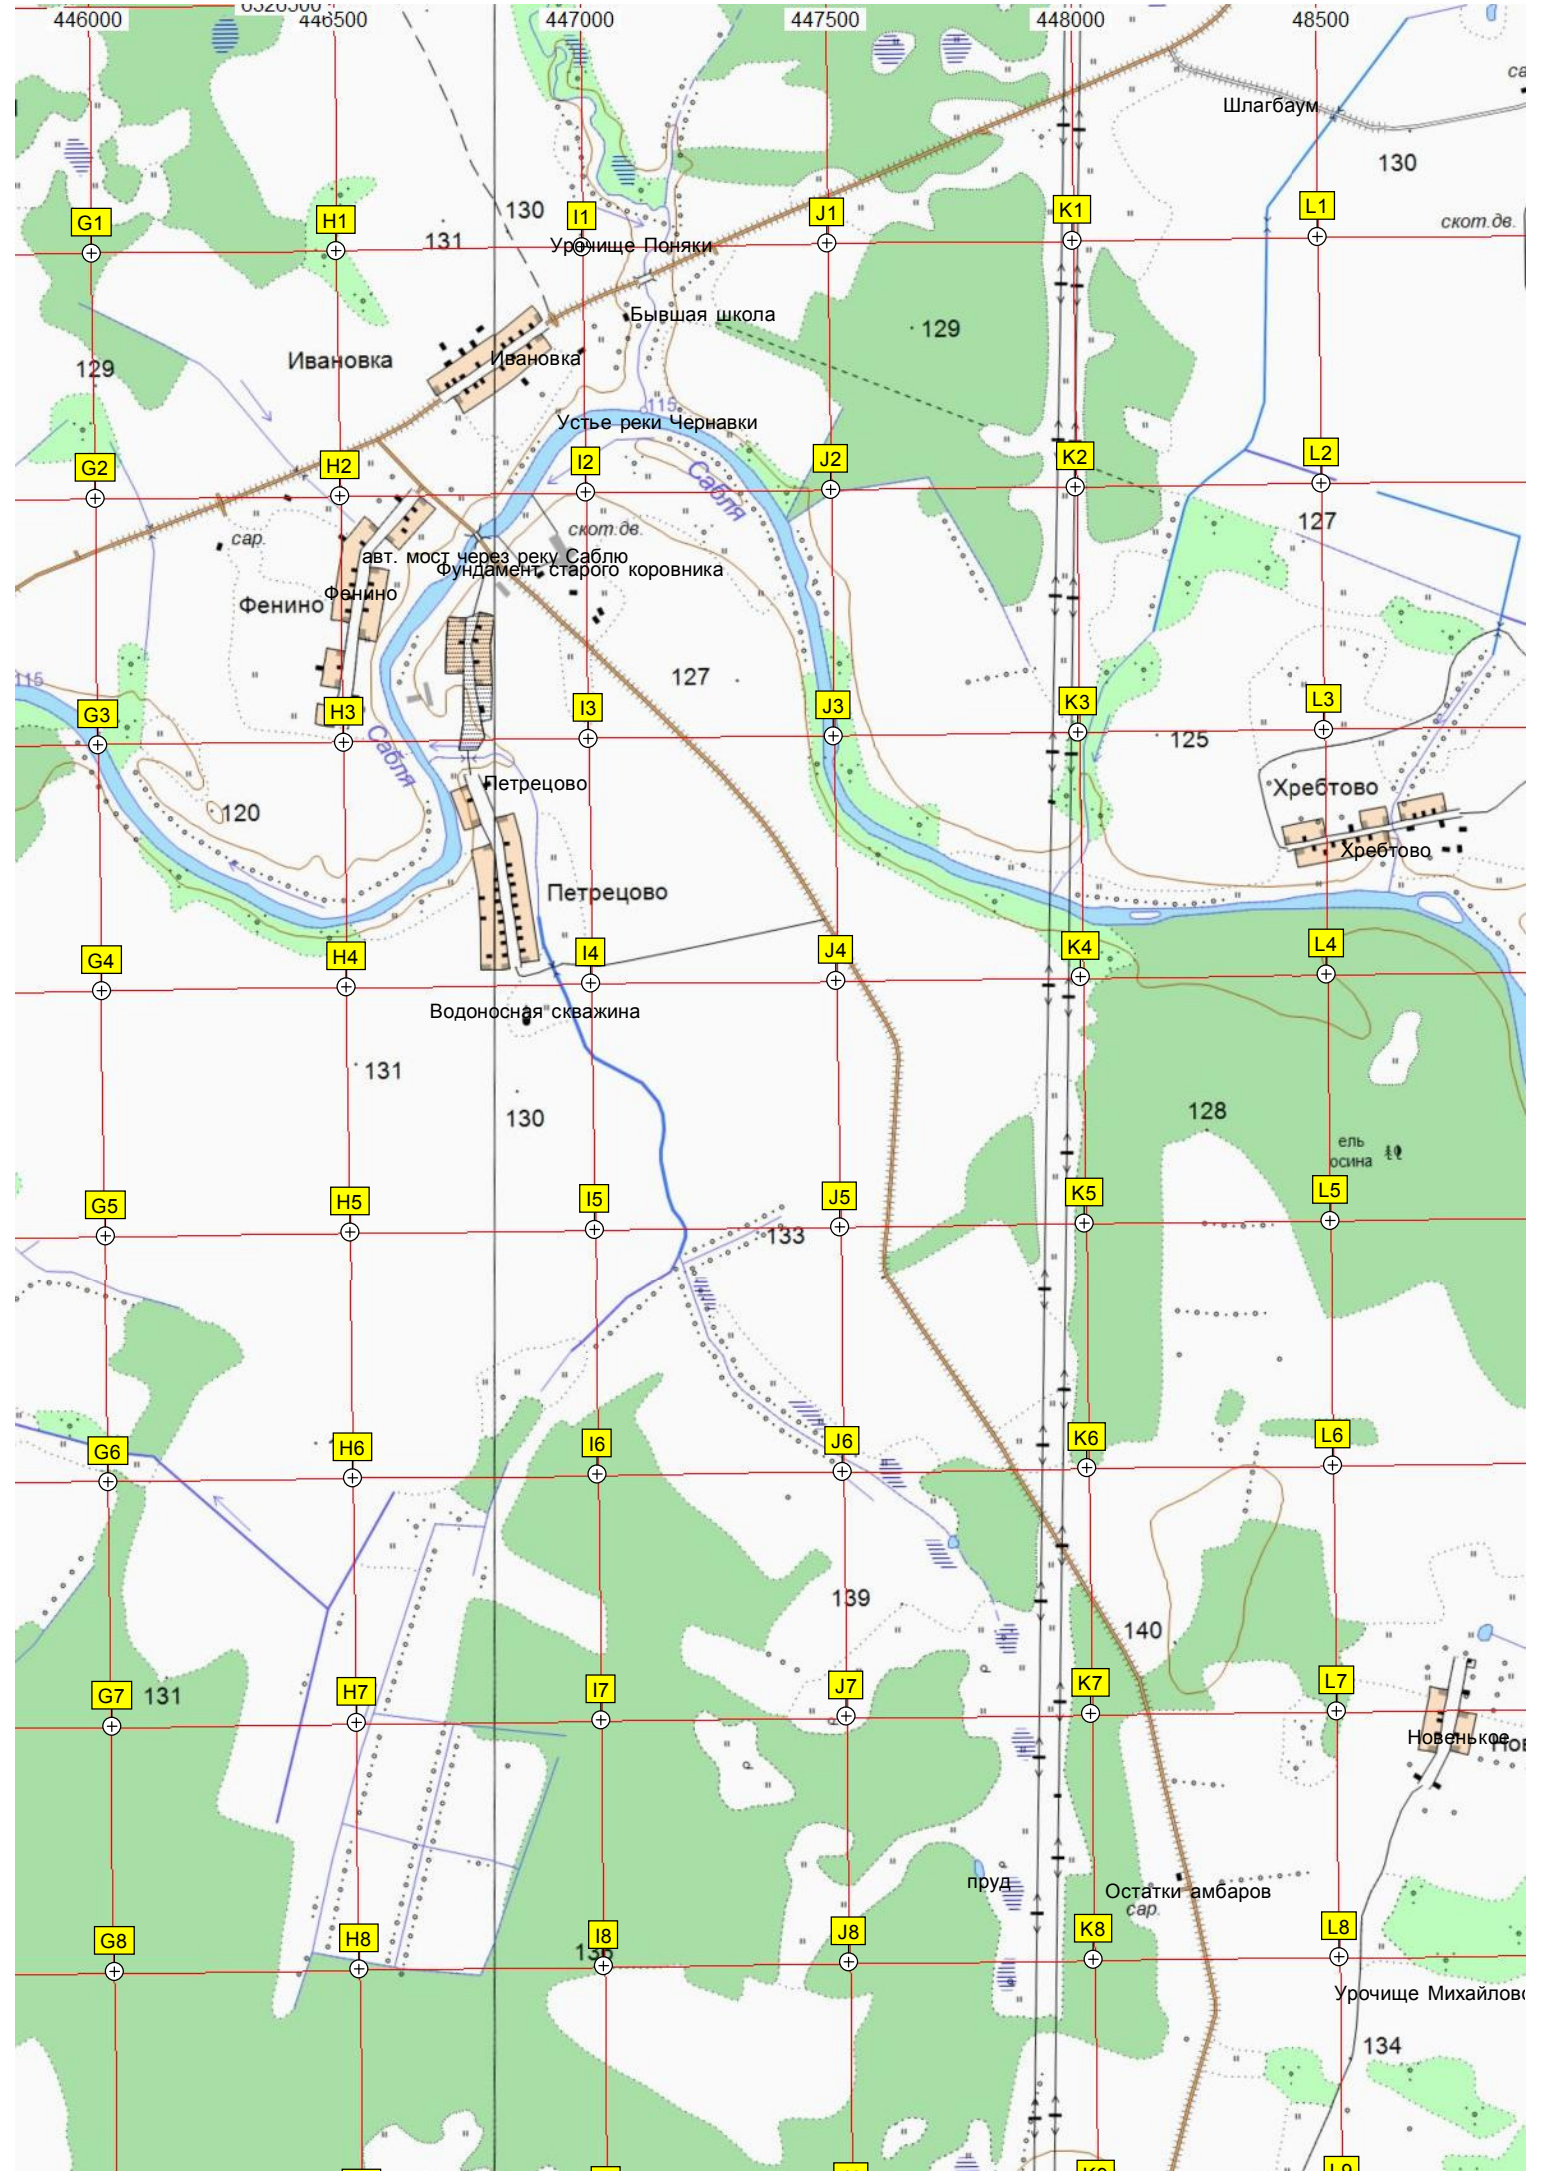 6526500
446000 446500 447000 447500 448000 48500
Шлагбаум
130
скот.дв.
G1 H1 I1 J1 K1 L1
131
130
Урочище Поняки
Бывшая школа
129
129
Ивановка
Ивановка
115
Устье реки Чернавки
G2 H2 I2 J2 K2 L2
Сабля
127
сар.
скот.дв.
авт. мост через реку Саблю
Фундамент старого коровника
Фенино
Фенино
127
115
G3 H3 I3 J3 K3 L3
Сабля
125
120
Петрецово
Хребтово
Хребтово
Петрецово
G4 H4 I4 J4 K4 L4
Водоносная скважина
131
130
128
ель
осина
G5 H5 I5 J5 K5 L5
133
G6 H6 I6 J6 K6 L6
139
140
G7 H7 I7 J7 K7 L7
131
Новенькое
пруд
Остатки амбаров
сар.
G8 H8 I8 J8 K8 L8
Урочище Михайлов
134
L9